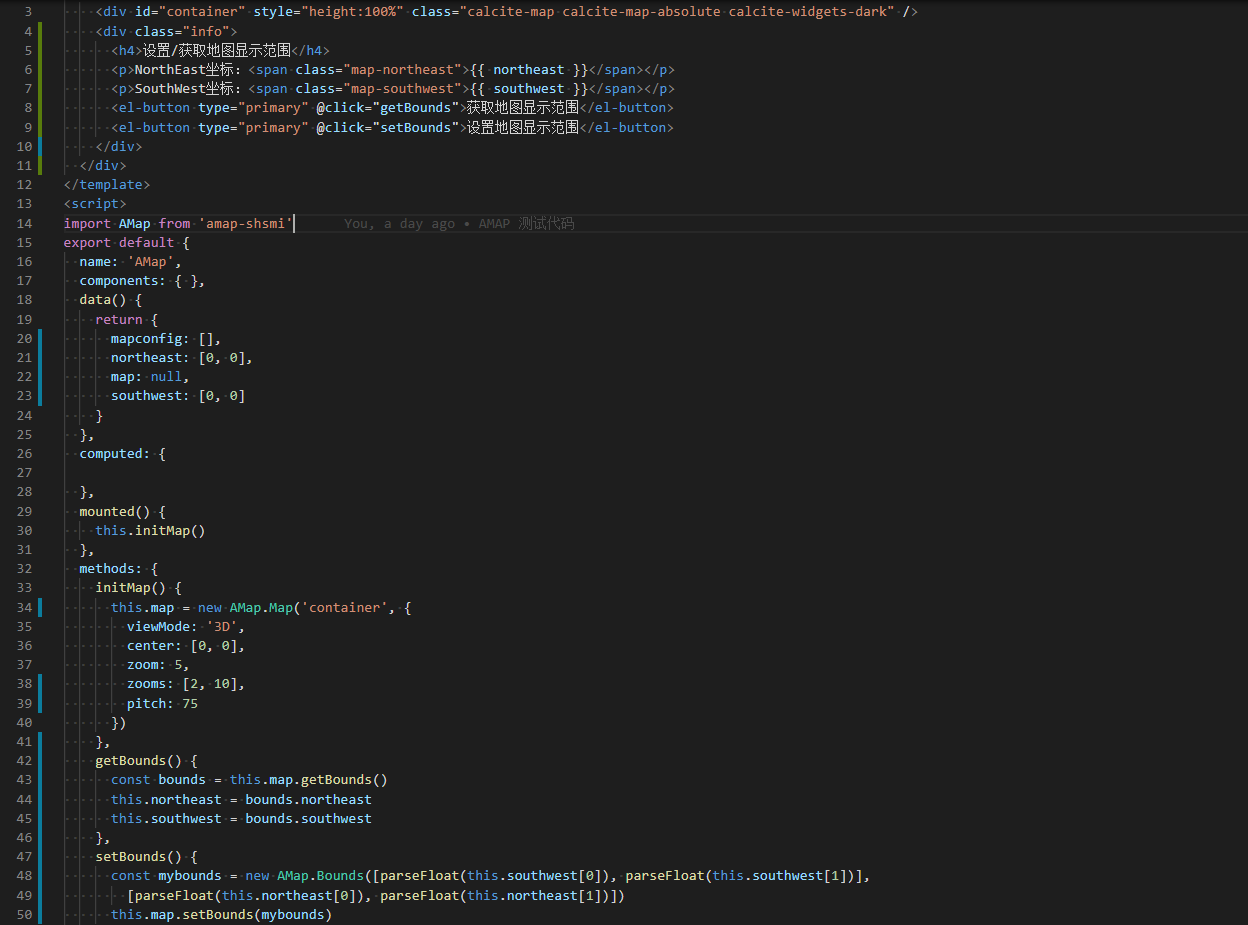 3 <div id="container" style="height:100%" class="calcite-map calcite-map-absolute calcite-widgets-dark" />
4 <div class="info">
5 <h4>设置/获取地图显示范围</h4>
6 <p>NorthEast坐标：<span class="map-northeast">{{ northeast }}</span></p>
7 <p>SouthWest坐标：<span class="map-southwest">{{ southwest }}</span></p>
8 <el-button type="primary" @click="getBounds">获取地图显示范围</el-button>
9 <el-button type="primary" @click="setBounds">设置地图显示范围</el-button>
10 </div>
11 </div>
12 </template>
13 <script>
14 import AMap from 'amap-shsmi' You, a day ago • AMAP 测试代码
15 export default {
16 name: 'AMap',
17 components: { },
18 data() {
19 return {
20 mapconfig: [],
21 northeast: [0, 0],
22 map: null,
23 southwest: [0, 0]
24 }
25 },
26 computed: {
27
28 },
29 mounted() {
30 this.initMap()
31 },
32 methods: {
33 initMap() {
34 this.map = new AMap.Map('container', {
35 viewMode: '3D',
36 center: [0, 0],
37 zoom: 5,
38 zooms: [2, 10],
39 pitch: 75
40 })
41 },
42 getBounds() {
43 const bounds = this.map.getBounds()
44 this.northeast = bounds.northeast
45 this.southwest = bounds.southwest
46 },
47 setBounds() {
48 const mybounds = new AMap.Bounds([parseFloat(this.southwest[0]), parseFloat(this.southwest[1])],
49 [parseFloat(this.northeast[0]), parseFloat(this.northeast[1])])
50 this.map.setBounds(mybounds)